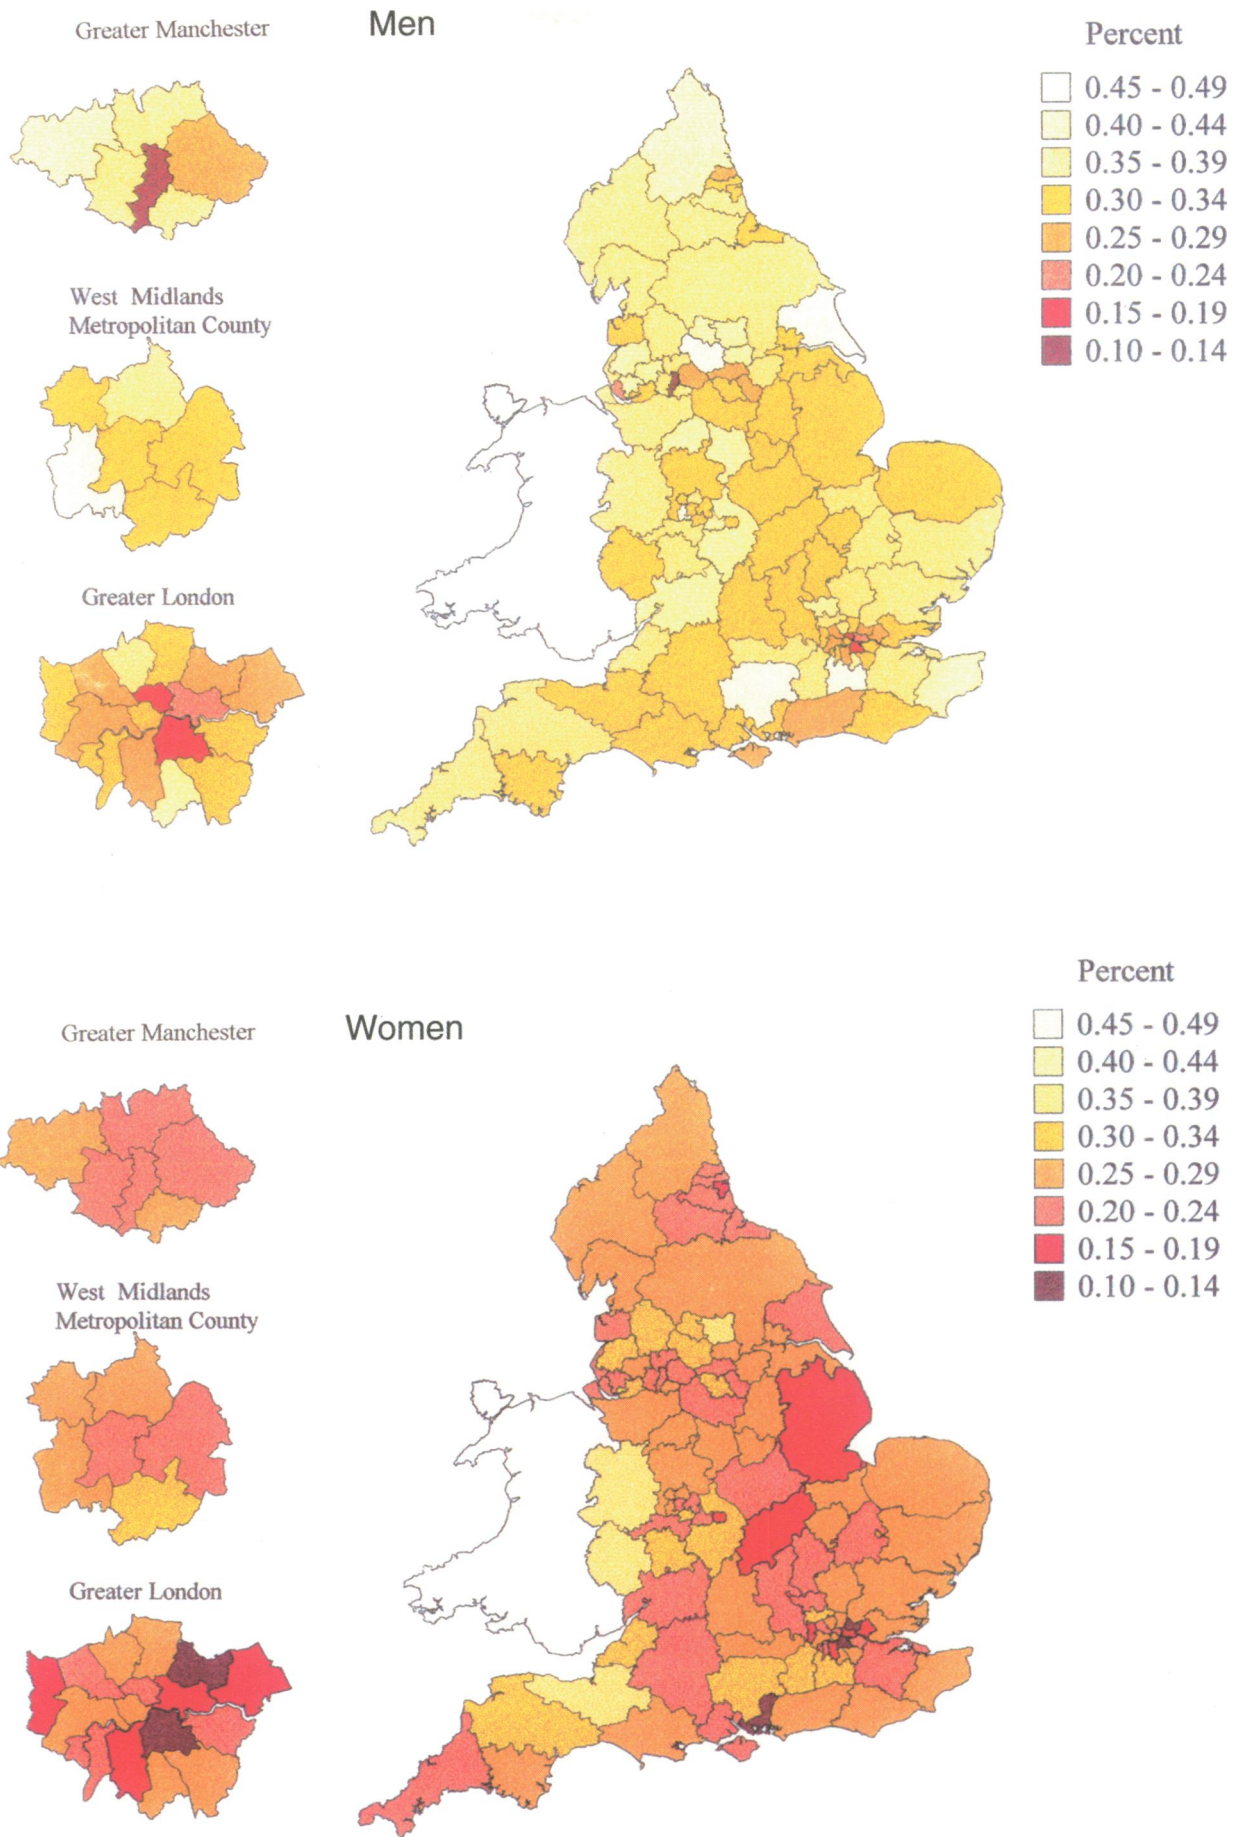 Greater Manchester
Men
Percent
0.45 - 0.49
0.40 - 0.44
0.35 - 0.39
0.30 - 0.34
0.25 - 0.29
0.20 - 0.24
0.15 - 0.19
0.10 - 0.14
West Midlands
Metropolitan County
Greater London
Percent
0.45 - 0.49
0.40 - 0.44
0.35 - 0.39
0.30 - 0.34
0.25 - 0.29
0.20 - 0.24
0.15 - 0.19
0.10 - 0.14
Greater Manchester
Women
West Midlands
Metropolitan County
Greater London